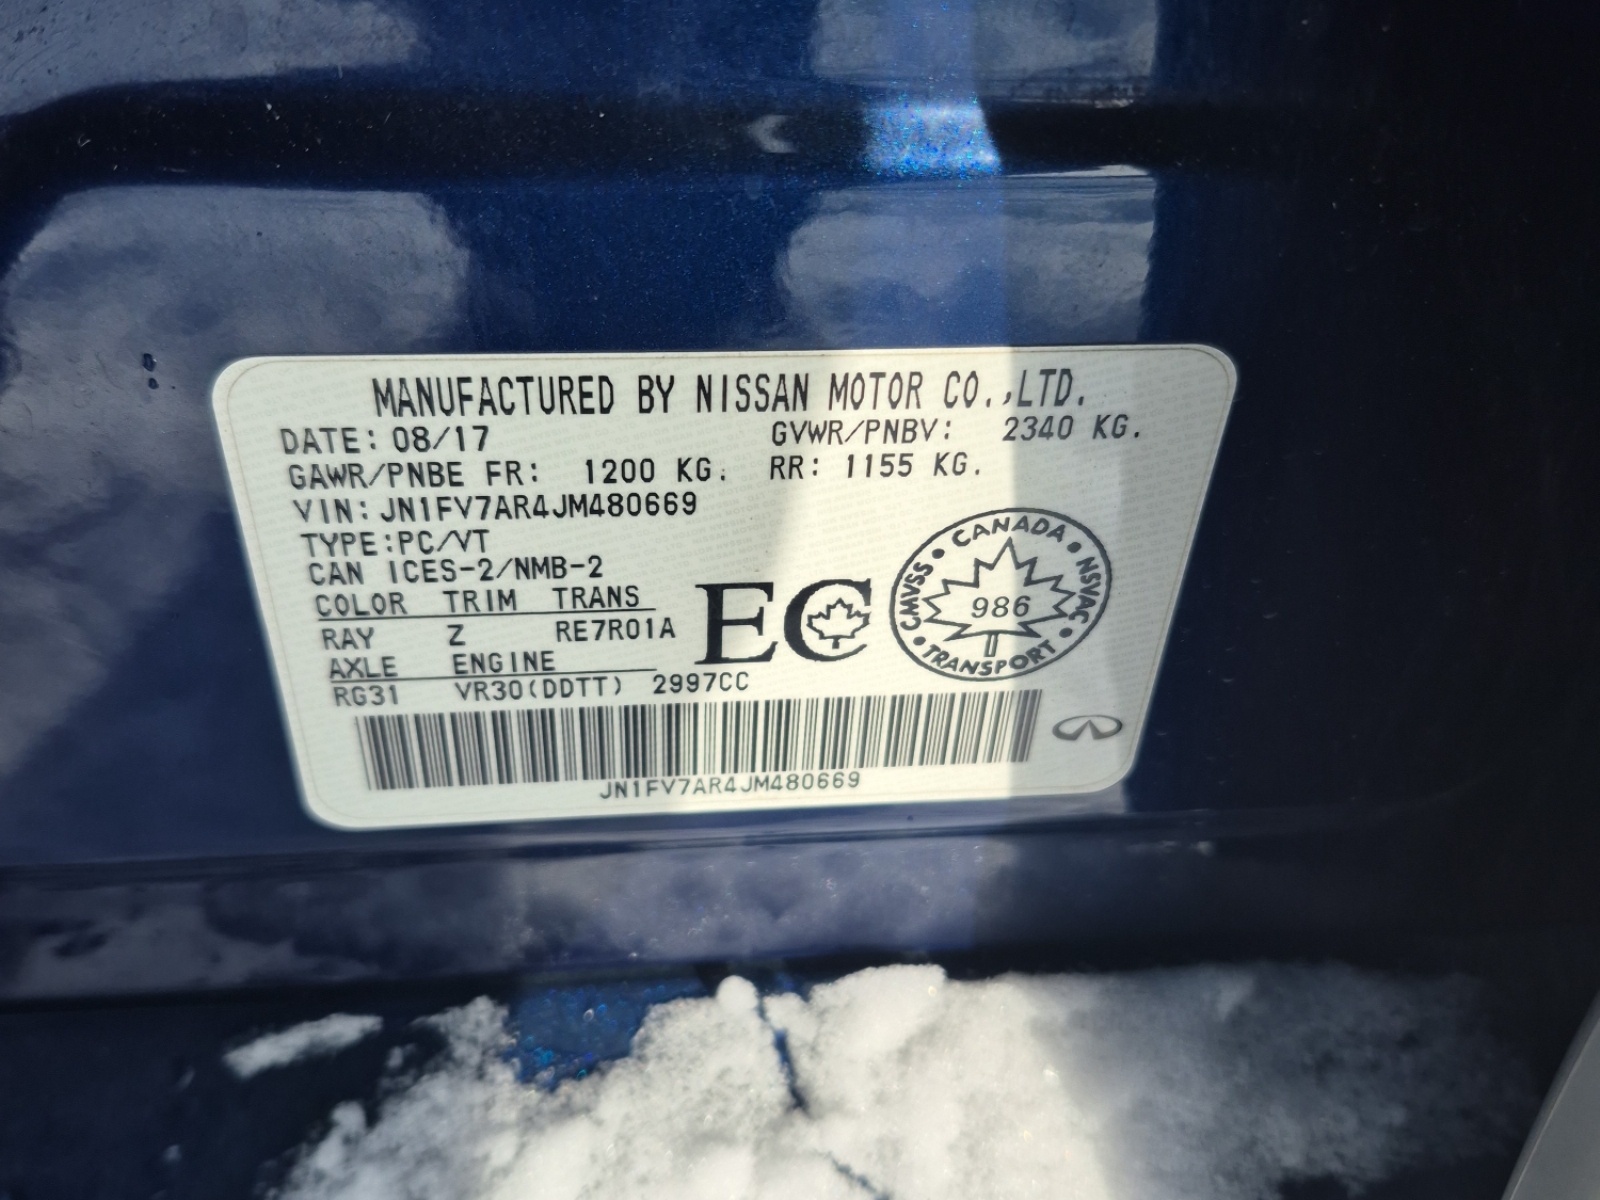 MANUFACTURED BY NISSAN MOTOR CO.,LTD.
DATE: 08/17 GVWR/PNBV: 2340 KG.
GAWR/PNBE FR: 1200 KG. RR: 1155 KG.
VIN: JN1FV7AR4JM480669
TYPE:PC/VT
CAN ICES-2/NMB-2
COLOR TRIM TRANS
RAY Z RE7R01A
AXLE ENGINE
RG31 VR30(DDTT) 2997CC
EC
CANADA • NSVAC • TRANSPORT • CMVSS •
986
JN1FV7AR4JM480669